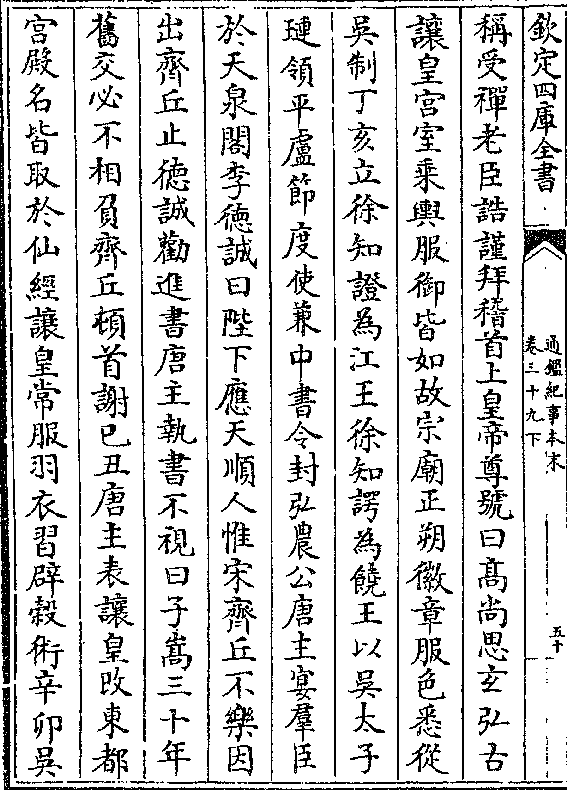 欽定四庫全書
通鑑紀事本末
卷三十九下
五十
稱受禪老臣誥謹拜稽首上皇帝尊號曰高尚思玄弘古
讓皇宮室乘輿服御皆如故宗廟正朔徽章服色悉從
吳制丁亥立徐知證為江王徐知諤為饒王以吳太子
璉領平盧節度使兼中書令封弘農公唐主宴羣臣
於天泉閣李德誠曰陛下應天順人惟宋齊丘不樂因
出齊丘止德誠勸進書唐主執書不視曰子嵩三十年
舊交必不相負齊丘頓首謝已丑唐主表讓皇改東都
宮殿名皆取於仙經讓皇常服羽衣習辟穀術辛卯吳